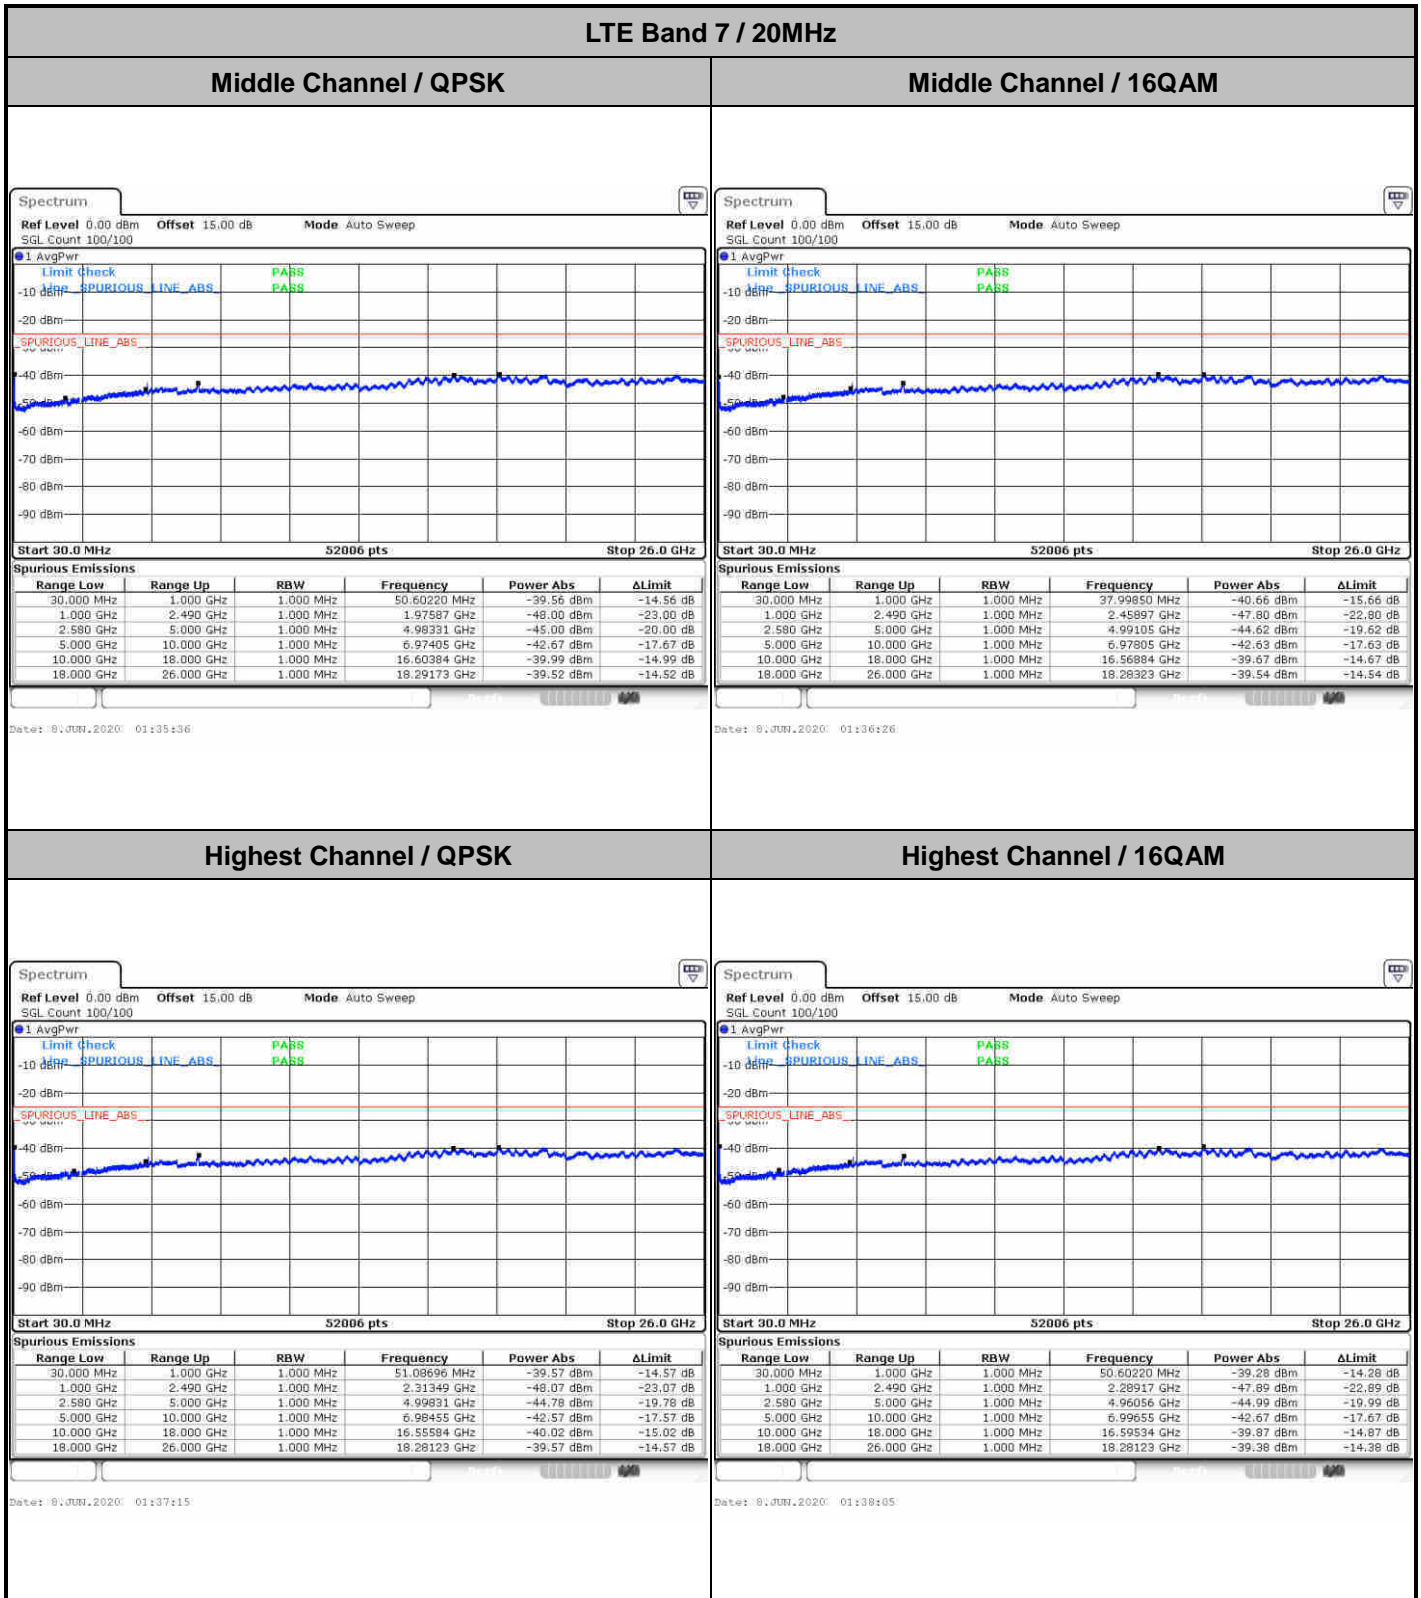 LTE Band 7 / 20MHz
Middle Channel / QPSK
Middle Channel / 16QAM
Spectrum
Ref Level 0.00 dBm Offset 15.00 dB Mode Auto Sweep
SGL Count 100/100
1 AvgPwr
Limit Check PASS
Line _SPURIOUS_LINE_ABS_ PASS
-10 dBm
-20 dBm
_SPURIOUS_LINE_ABS_
-30 dBm
-40 dBm
-50 dBm
-60 dBm
-70 dBm
-80 dBm
-90 dBm
Start 30.0 MHz 52006 pts Stop 26.0 GHz
Spurious Emissions
Range Low Range Up RBW Frequency Power Abs ΔLimit
30.000 MHz 1.000 GHz 1.000 MHz 50.60220 MHz -39.56 dBm -14.56 dB
1.000 GHz 2.490 GHz 1.000 MHz 1.97587 GHz -48.00 dBm -23.00 dB
2.580 GHz 5.000 GHz 1.000 MHz 4.98331 GHz -45.00 dBm -20.00 dB
5.000 GHz 10.000 GHz 1.000 MHz 6.97405 GHz -42.67 dBm -17.67 dB
10.000 GHz 18.000 GHz 1.000 MHz 16.60384 GHz -39.99 dBm -14.99 dB
18.000 GHz 26.000 GHz 1.000 MHz 18.29173 GHz -39.52 dBm -14.52 dB
Date: 8.JUN.2020 01:35:36
Spectrum
Ref Level 0.00 dBm Offset 15.00 dB Mode Auto Sweep
SGL Count 100/100
1 AvgPwr
Limit Check PASS
Line _SPURIOUS_LINE_ABS_ PASS
-10 dBm
-20 dBm
_SPURIOUS_LINE_ABS_
-30 dBm
-40 dBm
-50 dBm
-60 dBm
-70 dBm
-80 dBm
-90 dBm
Start 30.0 MHz 52006 pts Stop 26.0 GHz
Spurious Emissions
Range Low Range Up RBW Frequency Power Abs ΔLimit
30.000 MHz 1.000 GHz 1.000 MHz 37.99850 MHz -40.66 dBm -15.66 dB
1.000 GHz 2.490 GHz 1.000 MHz 2.45897 GHz -47.80 dBm -22.80 dB
2.580 GHz 5.000 GHz 1.000 MHz 4.99105 GHz -44.62 dBm -19.62 dB
5.000 GHz 10.000 GHz 1.000 MHz 6.97805 GHz -42.63 dBm -17.63 dB
10.000 GHz 18.000 GHz 1.000 MHz 16.56884 GHz -39.67 dBm -14.67 dB
18.000 GHz 26.000 GHz 1.000 MHz 18.28323 GHz -39.54 dBm -14.54 dB
Date: 8.JUN.2020 01:36:26
Highest Channel / QPSK
Highest Channel / 16QAM
Spectrum
Ref Level 0.00 dBm Offset 15.00 dB Mode Auto Sweep
SGL Count 100/100
1 AvgPwr
Limit Check PASS
Line _SPURIOUS_LINE_ABS_ PASS
-10 dBm
-20 dBm
_SPURIOUS_LINE_ABS_
-30 dBm
-40 dBm
-50 dBm
-60 dBm
-70 dBm
-80 dBm
-90 dBm
Start 30.0 MHz 52006 pts Stop 26.0 GHz
Spurious Emissions
Range Low Range Up RBW Frequency Power Abs ΔLimit
30.000 MHz 1.000 GHz 1.000 MHz 51.08696 MHz -39.57 dBm -14.57 dB
1.000 GHz 2.490 GHz 1.000 MHz 2.31349 GHz -48.07 dBm -23.07 dB
2.580 GHz 5.000 GHz 1.000 MHz 4.99831 GHz -44.78 dBm -19.78 dB
5.000 GHz 10.000 GHz 1.000 MHz 6.98455 GHz -42.57 dBm -17.57 dB
10.000 GHz 18.000 GHz 1.000 MHz 16.55584 GHz -40.02 dBm -15.02 dB
18.000 GHz 26.000 GHz 1.000 MHz 18.28123 GHz -39.57 dBm -14.57 dB
Date: 8.JUN.2020 01:37:15
Spectrum
Ref Level 0.00 dBm Offset 15.00 dB Mode Auto Sweep
SGL Count 100/100
1 AvgPwr
Limit Check PASS
Line _SPURIOUS_LINE_ABS_ PASS
-10 dBm
-20 dBm
_SPURIOUS_LINE_ABS_
-30 dBm
-40 dBm
-50 dBm
-60 dBm
-70 dBm
-80 dBm
-90 dBm
Start 30.0 MHz 52006 pts Stop 26.0 GHz
Spurious Emissions
Range Low Range Up RBW Frequency Power Abs ΔLimit
30.000 MHz 1.000 GHz 1.000 MHz 50.60220 MHz -39.28 dBm -14.28 dB
1.000 GHz 2.490 GHz 1.000 MHz 2.28917 GHz -47.89 dBm -22.89 dB
2.580 GHz 5.000 GHz 1.000 MHz 4.96056 GHz -44.99 dBm -19.99 dB
5.000 GHz 10.000 GHz 1.000 MHz 6.99655 GHz -42.67 dBm -17.67 dB
10.000 GHz 18.000 GHz 1.000 MHz 16.59534 GHz -39.87 dBm -14.87 dB
18.000 GHz 26.000 GHz 1.000 MHz 18.28123 GHz -39.38 dBm -14.38 dB
Date: 8.JUN.2020 01:38:05